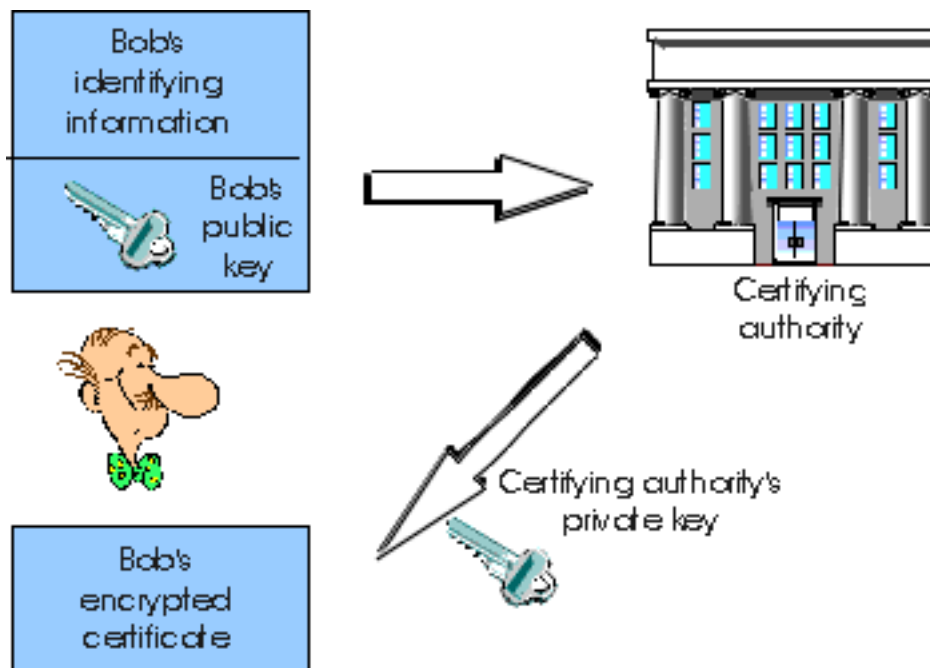 Bob's
identifying
information
Bob's
public
key
Certifying
authority
Certifying authority's
private key
Bob's
encrypted
certificate